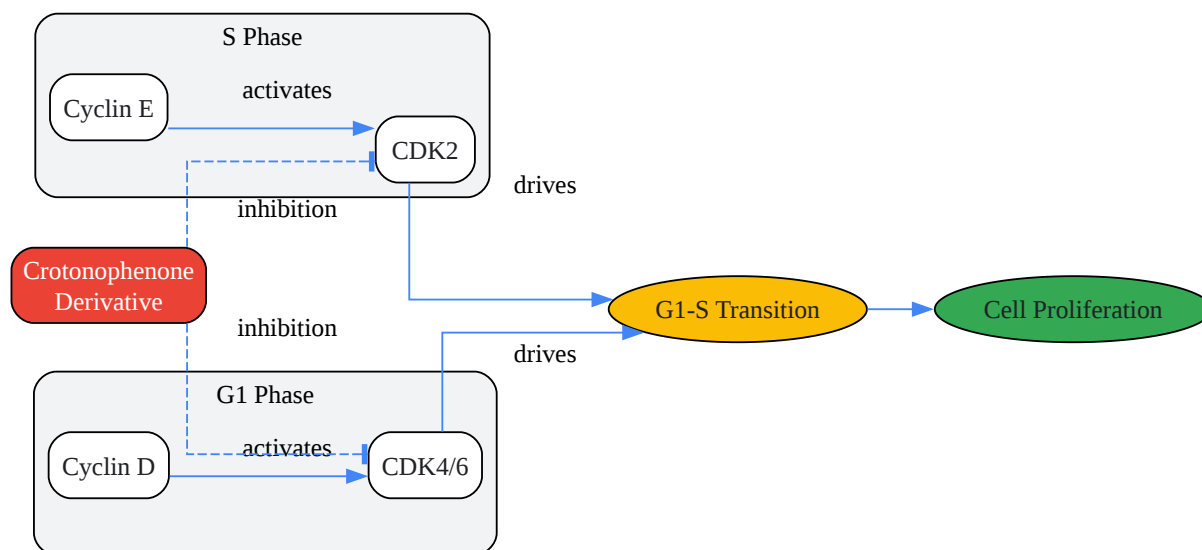 S Phase
activates
Cyclin E
CDK2
drives
inhibition
Crotonophenone
Derivative
G1-S Transition
Cell Proliferation
inhibition
drives
G1 Phase
activates
Cyclin D
CDK4/6